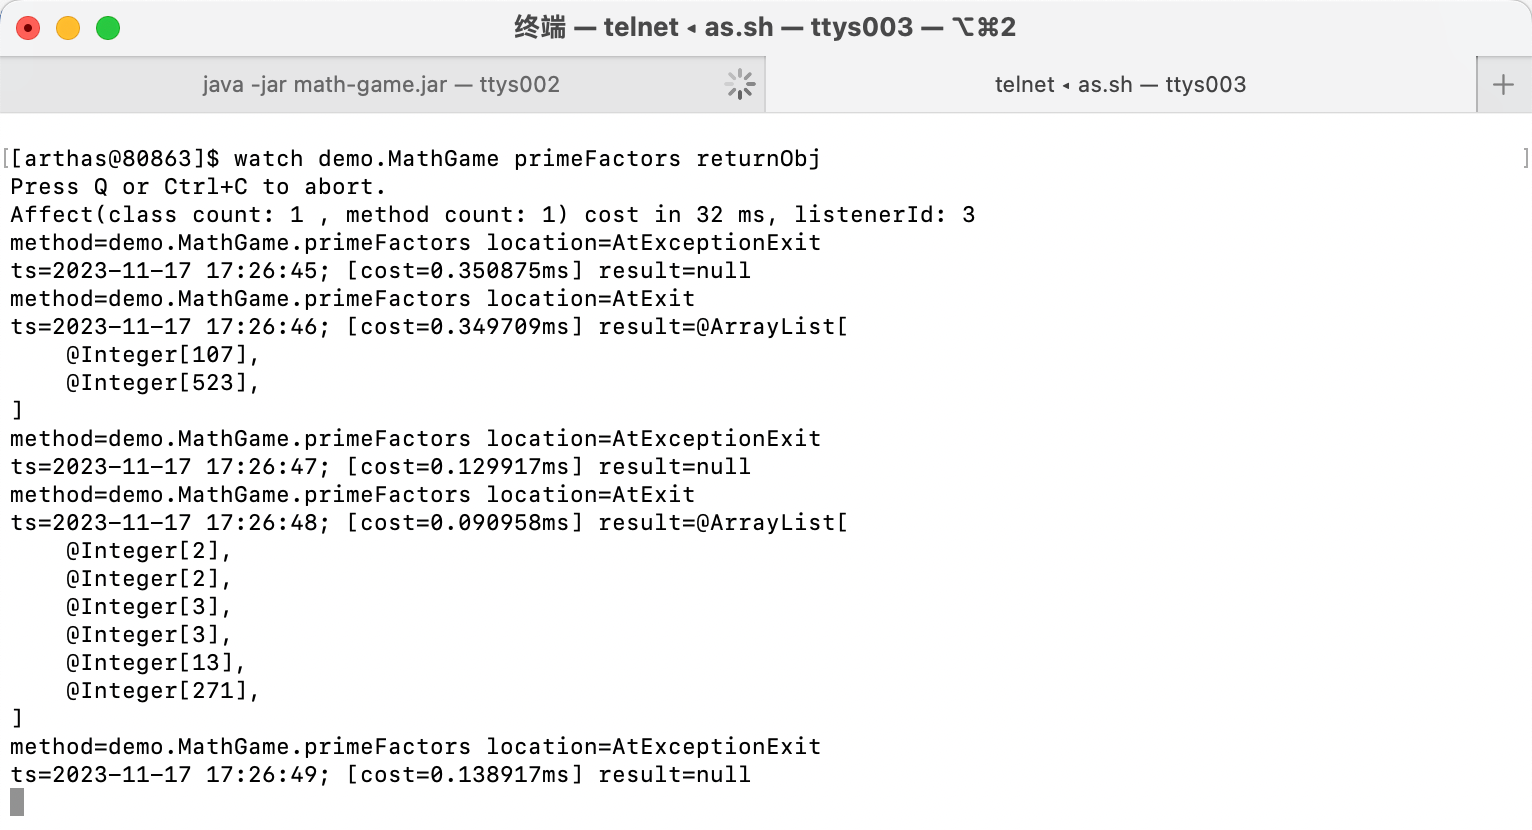 终端 — telnet ◂ as.sh — ttys003 — ⌥⌘2
java -jar math-game.jar — ttys002
telnet ◂ as.sh — ttys003
+
[[arthas@80863]$ watch demo.MathGame primeFactors returnObj ]
Press Q or Ctrl+C to abort.
Affect(class count: 1 , method count: 1) cost in 32 ms, listenerId: 3
method=demo.MathGame.primeFactors location=AtExceptionExit
ts=2023-11-17 17:26:45; [cost=0.350875ms] result=null
method=demo.MathGame.primeFactors location=AtExit
ts=2023-11-17 17:26:46; [cost=0.349709ms] result=@ArrayList[
    @Integer[107],
    @Integer[523],
]
method=demo.MathGame.primeFactors location=AtExceptionExit
ts=2023-11-17 17:26:47; [cost=0.129917ms] result=null
method=demo.MathGame.primeFactors location=AtExit
ts=2023-11-17 17:26:48; [cost=0.090958ms] result=@ArrayList[
    @Integer[2],
    @Integer[2],
    @Integer[3],
    @Integer[3],
    @Integer[13],
    @Integer[271],
]
method=demo.MathGame.primeFactors location=AtExceptionExit
ts=2023-11-17 17:26:49; [cost=0.138917ms] result=null